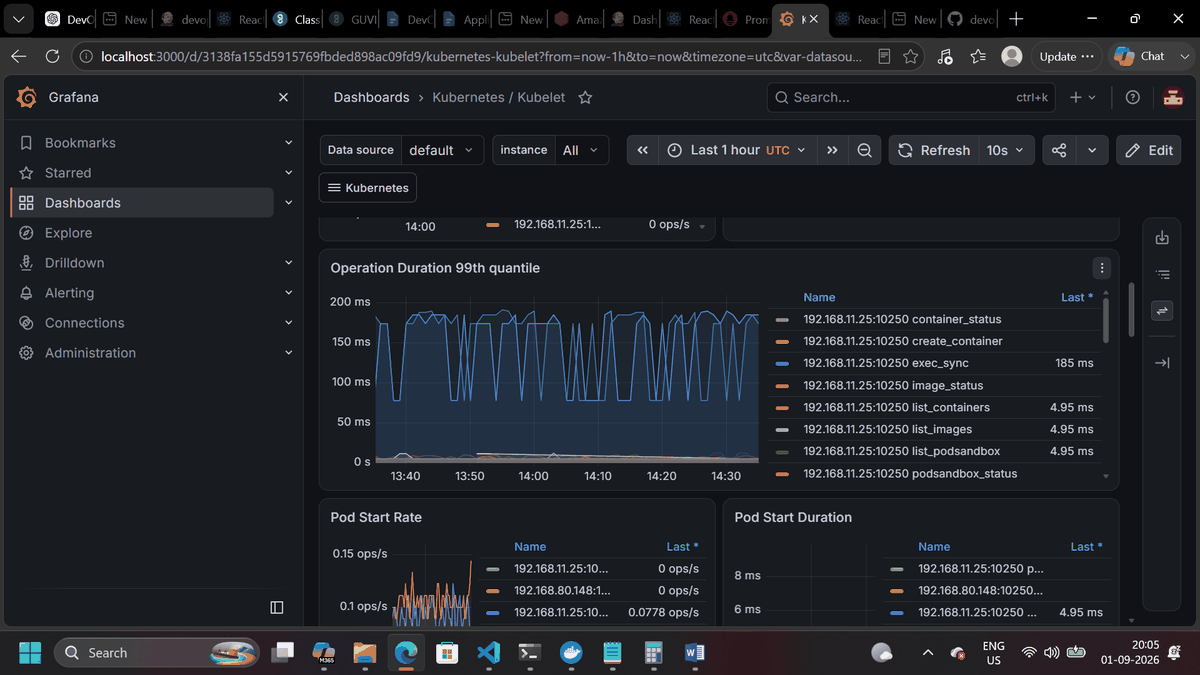 DevO
New
devo
Reac
Class
GUVI
DevO
Appl
New
Ama
Dash
Reac
Pron
K
Reac
New
devo
localhost:3000/d/3138fa155d5915769fbded898ac09fd9/kubernetes-kubelet?from=now-1h&to=now&timezone=utc&var-datasou...
Update ...
Chat
Grafana
Dashboards › Kubernetes / Kubelet
Search... ctrl+k
Bookmarks
Starred
Dashboards
Explore
Drilldown
Alerting
Connections
Administration
Data source default
instance All
Last 1 hour UTC
Refresh 10s
Edit
Kubernetes
14:00
192.168.11.25:1... 0 ops/s
Operation Duration 99th quantile
200 ms
150 ms
100 ms
50 ms
0 s
13:40 13:50 14:00 14:10 14:20 14:30
Name Last *
192.168.11.25:10250 container_status
192.168.11.25:10250 create_container
192.168.11.25:10250 exec_sync 185 ms
192.168.11.25:10250 image_status
192.168.11.25:10250 list_containers 4.95 ms
192.168.11.25:10250 list_images 4.95 ms
192.168.11.25:10250 list_podsandbox 4.95 ms
192.168.11.25:10250 podsandbox_status
Pod Start Rate
0.15 ops/s
0.1 ops/s
Name Last *
192.168.11.25:10... 0 ops/s
192.168.80.148:1... 0 ops/s
192.168.11.25:10... 0.0778 ops/s
Pod Start Duration
8 ms
6 ms
Name Last *
192.168.11.25:10250 p...
192.168.80.148:10250...
192.168.11.25:10250 ... 4.95 ms
Search
M365
ENG
US
20:05
01-09-2026